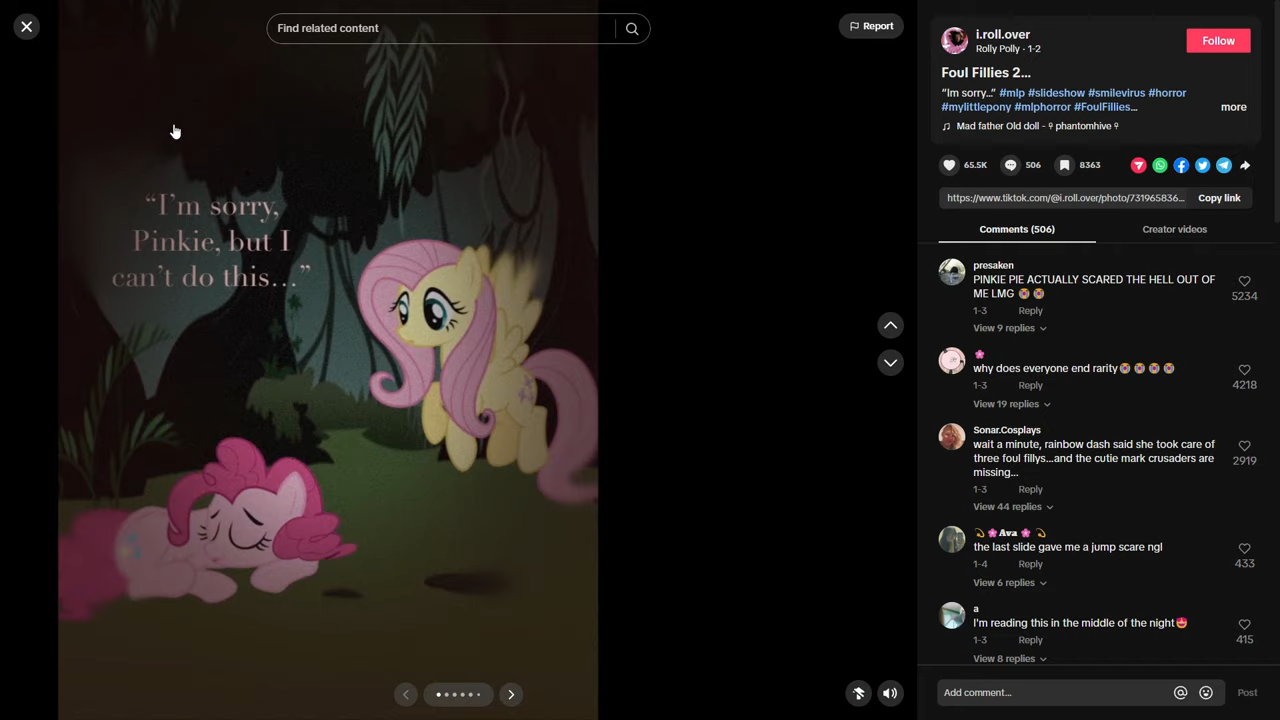 Find related content
Report
“I’m sorry,
Pinkie, but I
can’t do this…”
i.roll.over
Rolly Polly · 1-2
Follow
Foul Fillies 2...
“Im sorry…” #mlp #slideshow #smilevirus #horror
#mylittlepony #mlphorror #FoulFillies...
more
Mad father Old doll - ♀ phantomhive ♀
65.5K
506
8363
https://www.tiktok.com/@i.roll.over/photo/731965836...
Copy link
Comments (506)
Creator videos
presaken
PINKIE PIE ACTUALLY SCARED THE HELL OUT OF
ME LMG 😭 😭
5234
1-3 Reply
View 9 replies
🌸
why does everyone end rarity😭 😭 😭 😭
4218
1-3 Reply
View 19 replies
Sonar.Cosplays
wait a minute, rainbow dash said she took care of
three foul fillys...and the cutie mark crusaders are
missing...
2919
1-3 Reply
View 44 replies
💫🌸𝐀𝐯𝐚 🌸 💫
the last slide gave me a jump scare ngl
433
1-4 Reply
View 6 replies
a
I'm reading this in the middle of the night😍
415
1-3 Reply
View 8 replies
Add comment...
Post